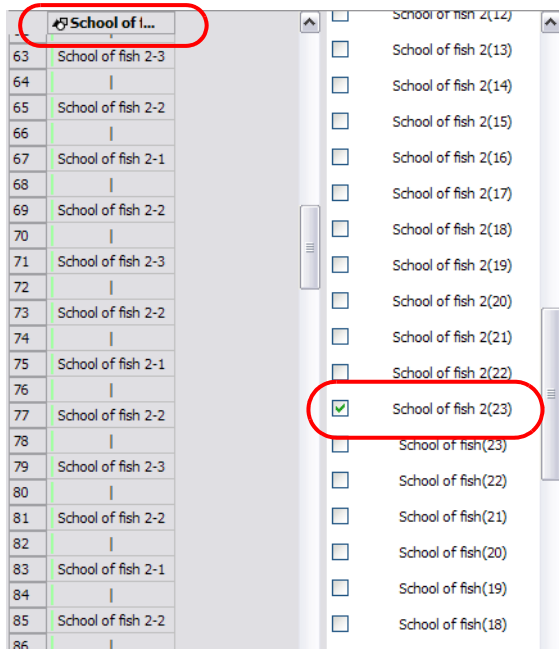 School of f...
63 School of fish 2-3
64
65 School of fish 2-2
66
67 School of fish 2-1
68
69 School of fish 2-2
70
71 School of fish 2-3
72
73 School of fish 2-2
74
75 School of fish 2-1
76
77 School of fish 2-2
78
79 School of fish 2-3
80
81 School of fish 2-2
82
83 School of fish 2-1
84
85 School of fish 2-2
86
School of fish 2(12)
School of fish 2(13)
School of fish 2(14)
School of fish 2(15)
School of fish 2(16)
School of fish 2(17)
School of fish 2(18)
School of fish 2(19)
School of fish 2(20)
School of fish 2(21)
School of fish 2(22)
School of fish 2(23)
School of fish(23)
School of fish(22)
School of fish(21)
School of fish(20)
School of fish(19)
School of fish(18)